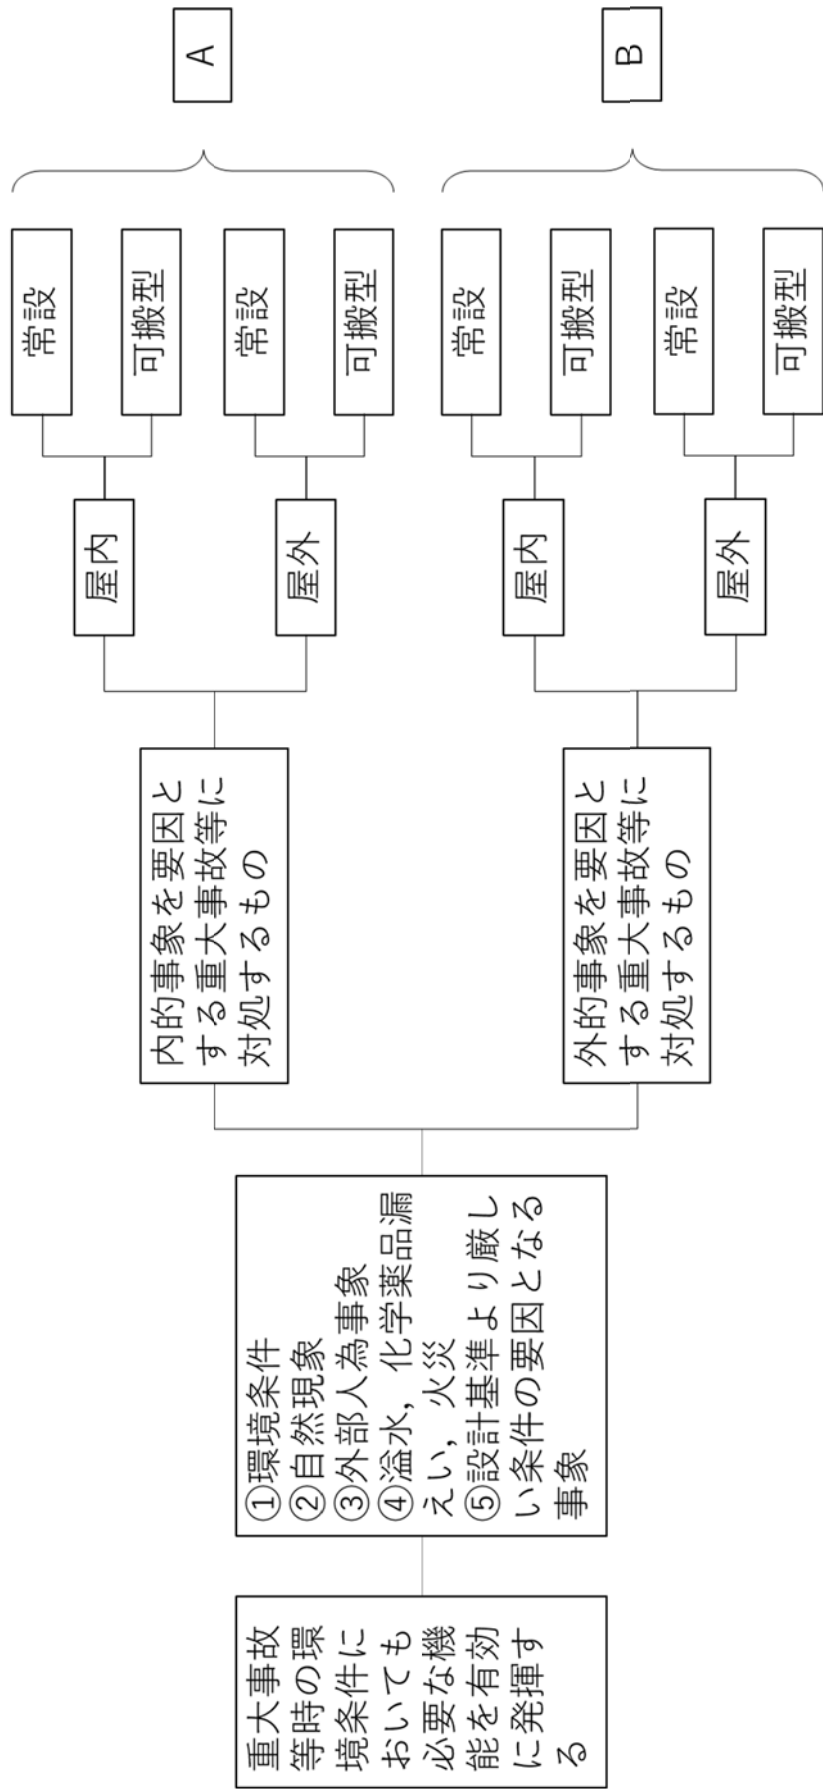 重大事故
等時の環
境条件に
おいても
必要な機
能を有効
に発揮す
る
①環境条件
②自然現象
③外部人為事象
④溢水，化学薬品漏
えい，火災
⑤設計基準より厳し
い条件の要因となる
事象
内的事象を要因と
する重大事故等に
対処するもの
屋内
常設
可搬型
屋外
常設
可搬型
A
外的事象を要因と
する重大事故等に
対処するもの
屋内
常設
可搬型
屋外
常設
可搬型
B